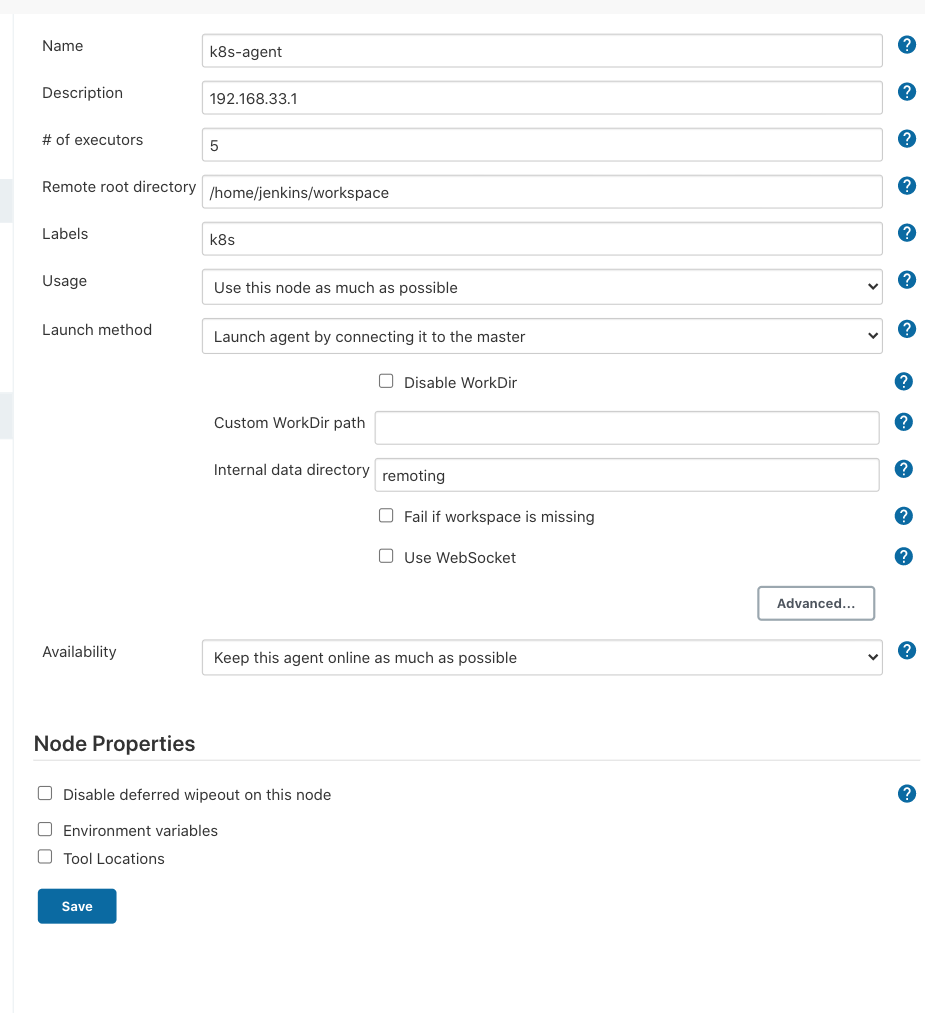 Name
k8s-agent
?
Description
192.168.33.1
?
# of executors
5
?
Remote root directory
/home/jenkins/workspace
?
Labels
k8s
?
Usage
Use this node as much as possible
?
Launch method
Launch agent by connecting it to the master
?
Disable WorkDir
?
Custom WorkDir path
?
Internal data directory
remoting
?
Fail if workspace is missing
?
Use WebSocket
?
Advanced...
Availability
Keep this agent online as much as possible
?
Node Properties
Disable deferred wipeout on this node
?
Environment variables
Tool Locations
Save